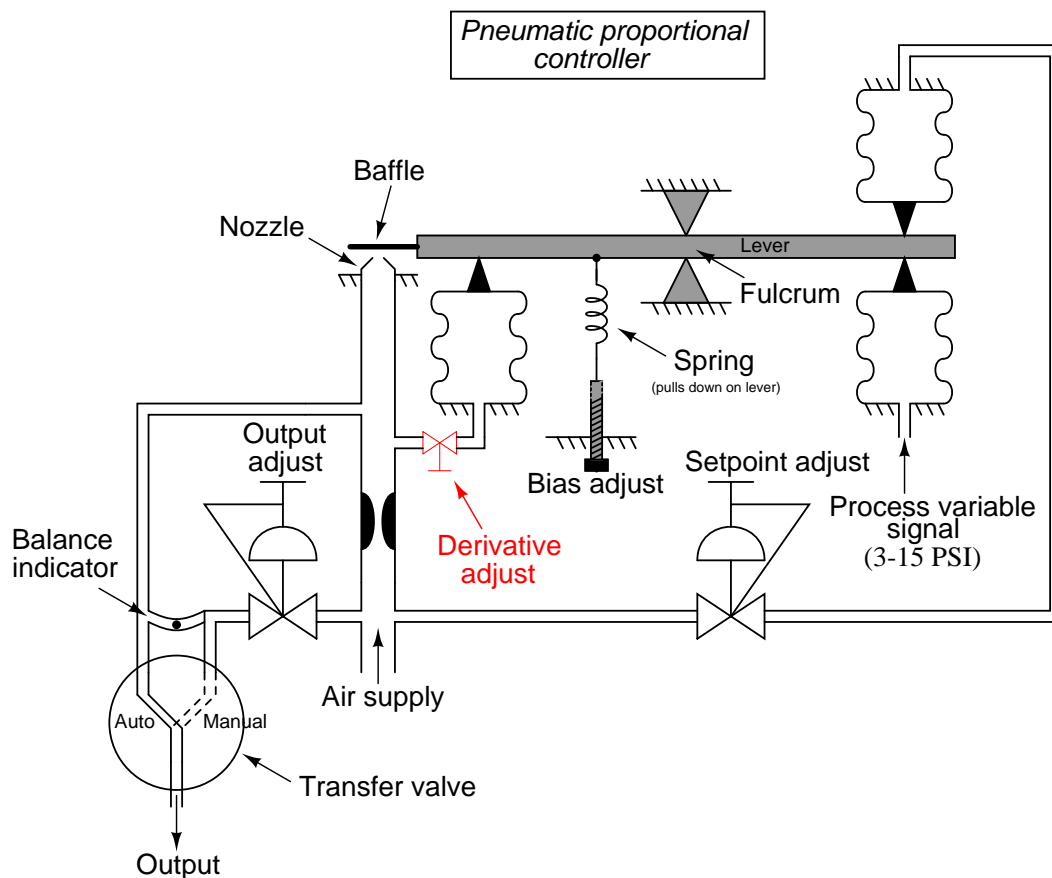 Pneumatic proportional
controller
Baffle
Nozzle
Lever
Fulcrum
Spring
(pulls down on lever)
Output
adjust
Bias adjust
Setpoint adjust
Process variable
signal
(3-15 PSI)
Derivative
adjust
Balance
indicator
Air supply
Auto
Manual
Transfer valve
Output